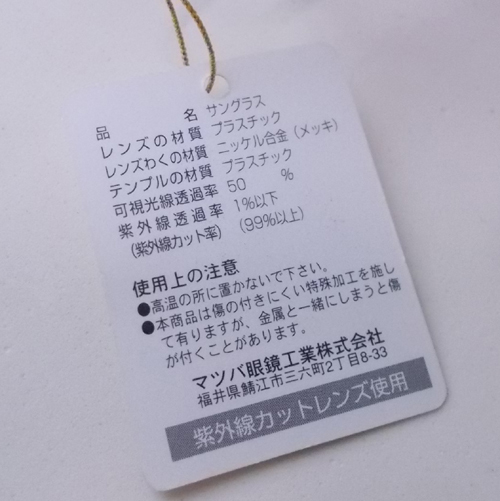 品名 サングラス
レンズの材質 プラスチック
レンズわくの材質 ニッケル合金(メッキ)
テンプルの材質 プラスチック
可視光線透過率 50 %
紫外線透過率 1%以下
(紫外線カット率) (99%以上)
使用上の注意
●高温の所に置かないで下さい。
●本商品は傷の付きにくい特殊加工を施し
て有りますが、金属と一緒にしまうと傷
が付くことがあります。
マツバ眼鏡工業株式会社
福井県鯖江市三六町2丁目8-33
紫外線カットレンズ使用